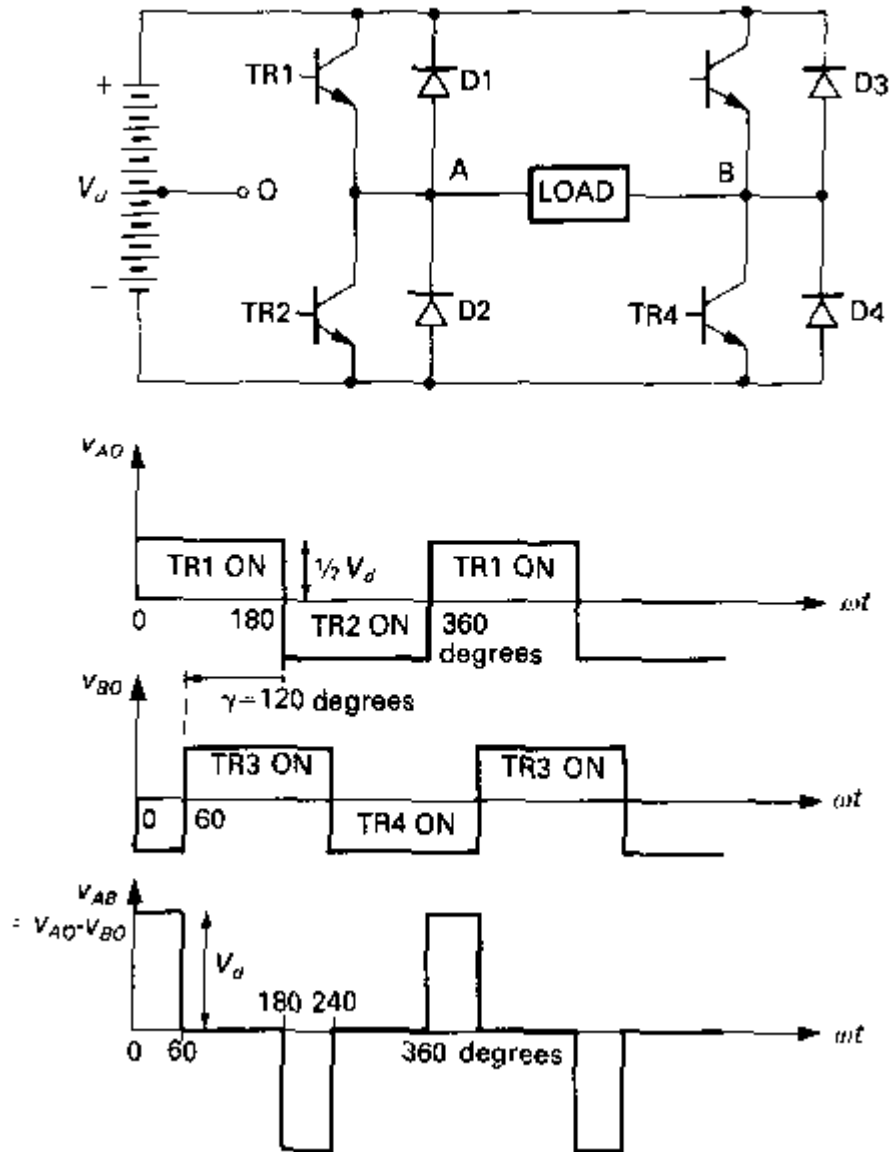 TR1
D1
D3
+
A
B
V_d
O
LOAD
−
TR2
D2
TR4
D4
v_AO
TR1 ON
½ V_d
TR1 ON
0
180
TR2 ON
360
degrees
ωt
v_BO
γ=120 degrees
TR3 ON
TR3 ON
0
60
TR4 ON
ωt
v_AB
= v_AO-v_BO
V_d
180 240
0
60
360 degrees
ωt